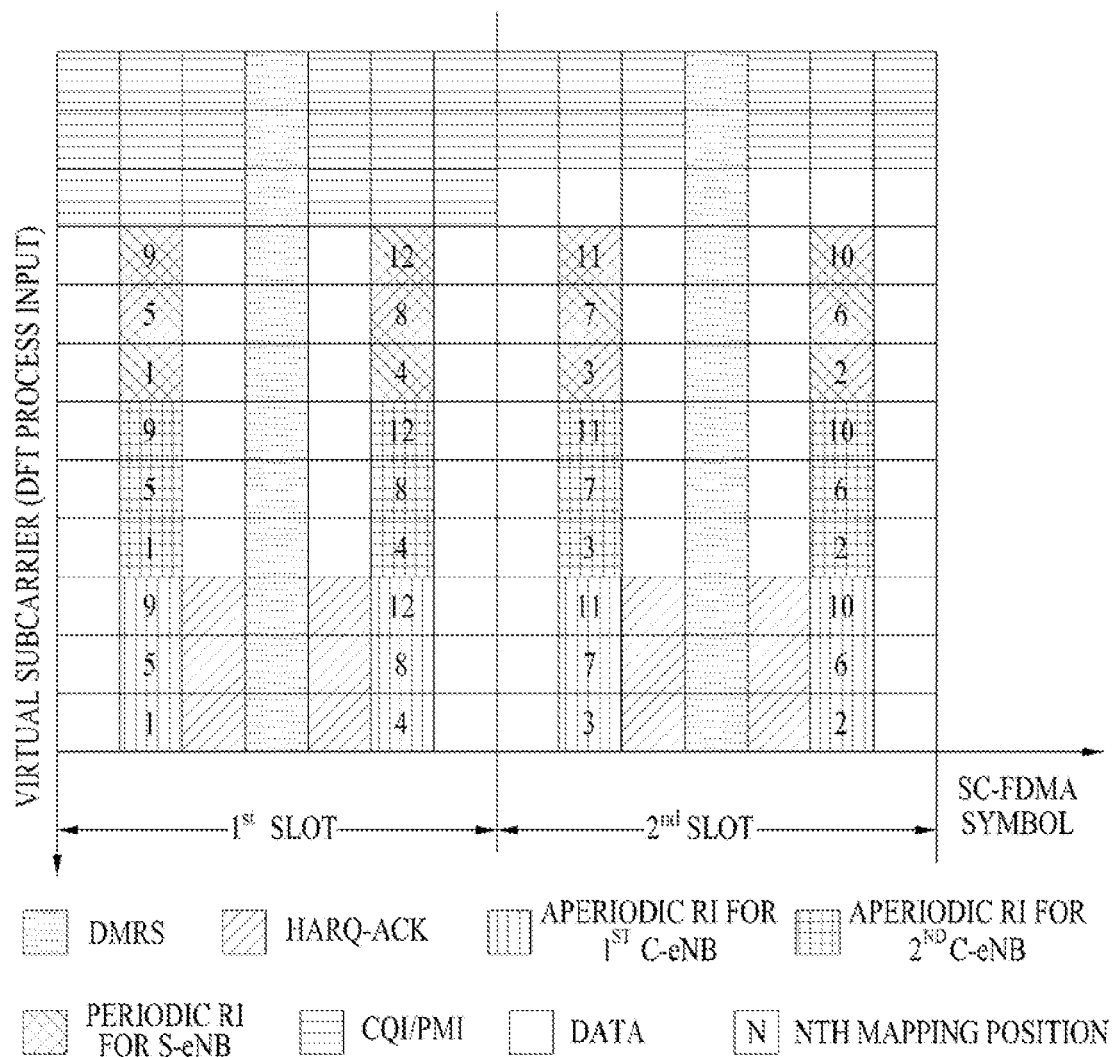 VIRTUAL SUBCARRIER (DFT PROCESS INPUT)
9 12 11 10
5 8 7 6
1 4 3 2
9 12 11 10
5 8 7 6
1 4 3 2
9 12 11 10
5 8 7 6
1 4 3 2
SC-FDMA
SYMBOL
1st SLOT 2nd SLOT
DMRS
HARQ-ACK
APERIODIC RI FOR
1ST C-eNB
APERIODIC RI FOR
2ND C-eNB
PERIODIC RI
FOR S-eNB
CQI/PMI
DATA
N NTH MAPPING POSITION